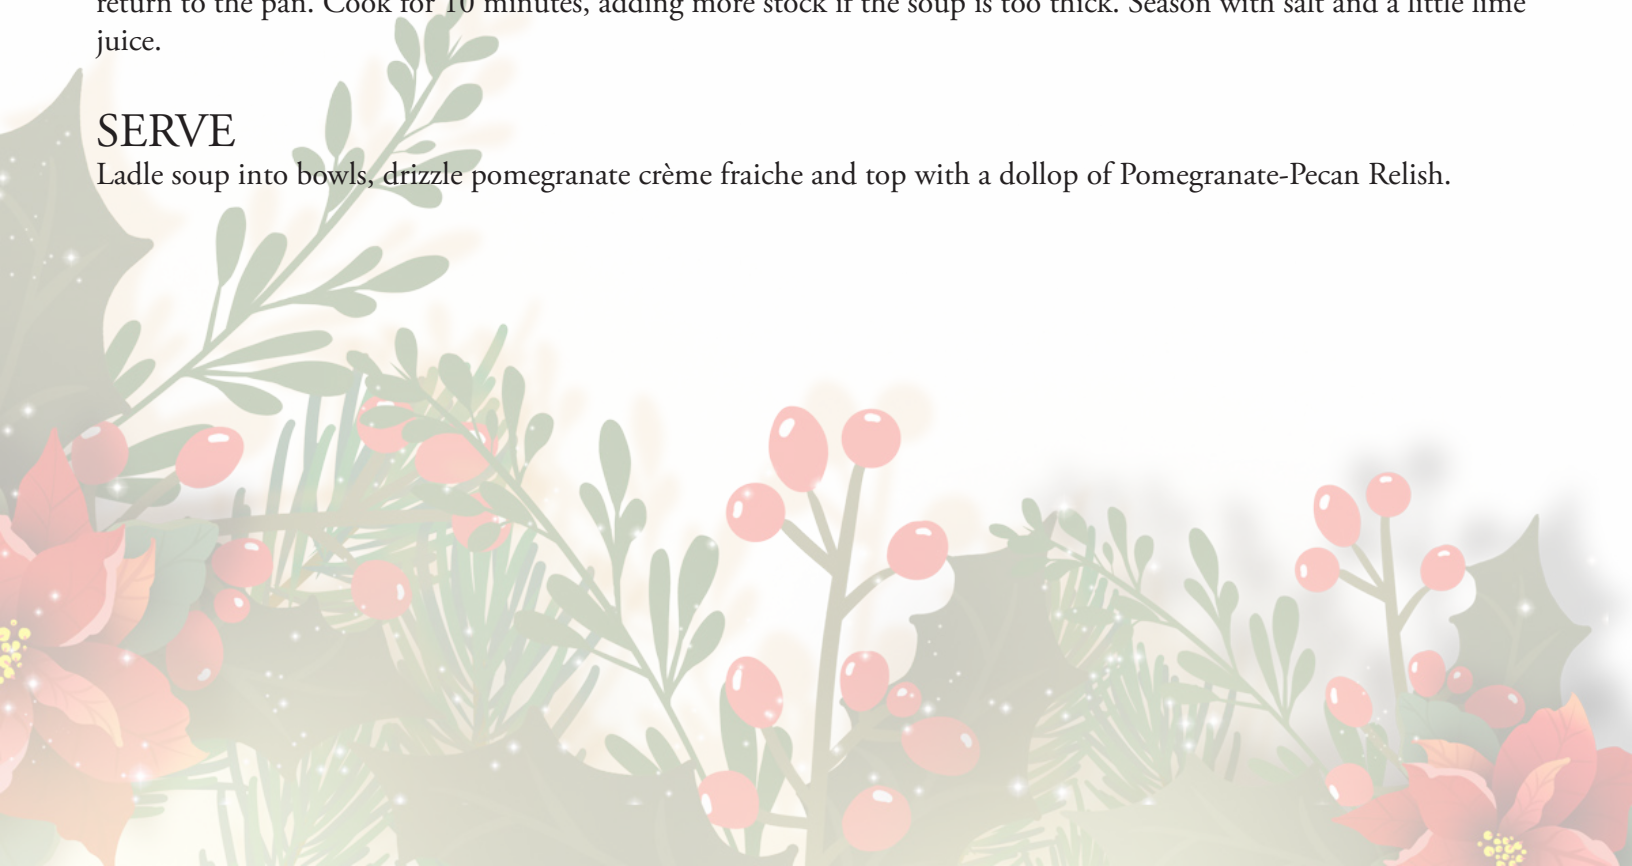 return to the pan. Cook for 10 minutes, adding more stock if the soup is too thick. Season with salt and a little lime
juice.
SERVE
Ladle soup into bowls, drizzle pomegranate crème fraiche and top with a dollop of Pomegranate-Pecan Relish.